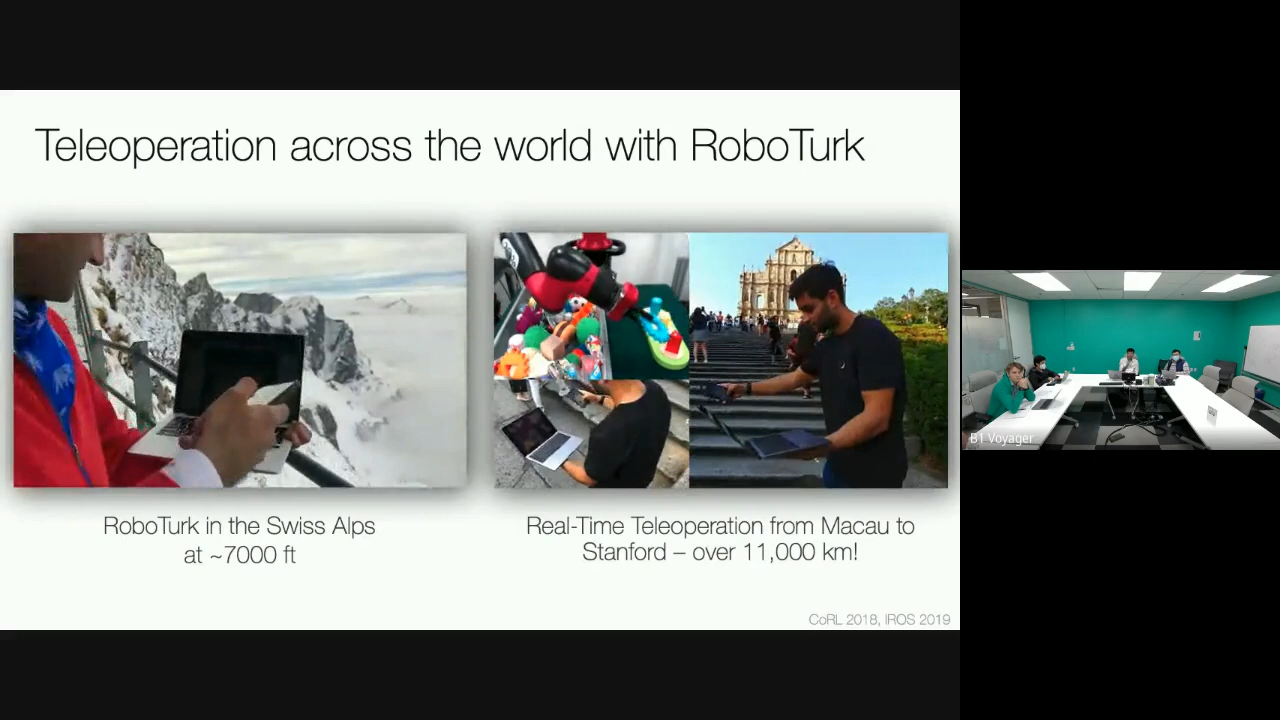 Teleoperation across the world with RoboTurk
RoboTurk in the Swiss Alps
at ~7000 ft
Real-Time Teleoperation from Macau to
Stanford – over 11,000 km!
CoRL 2018, IROS 2019
B1 Voyager